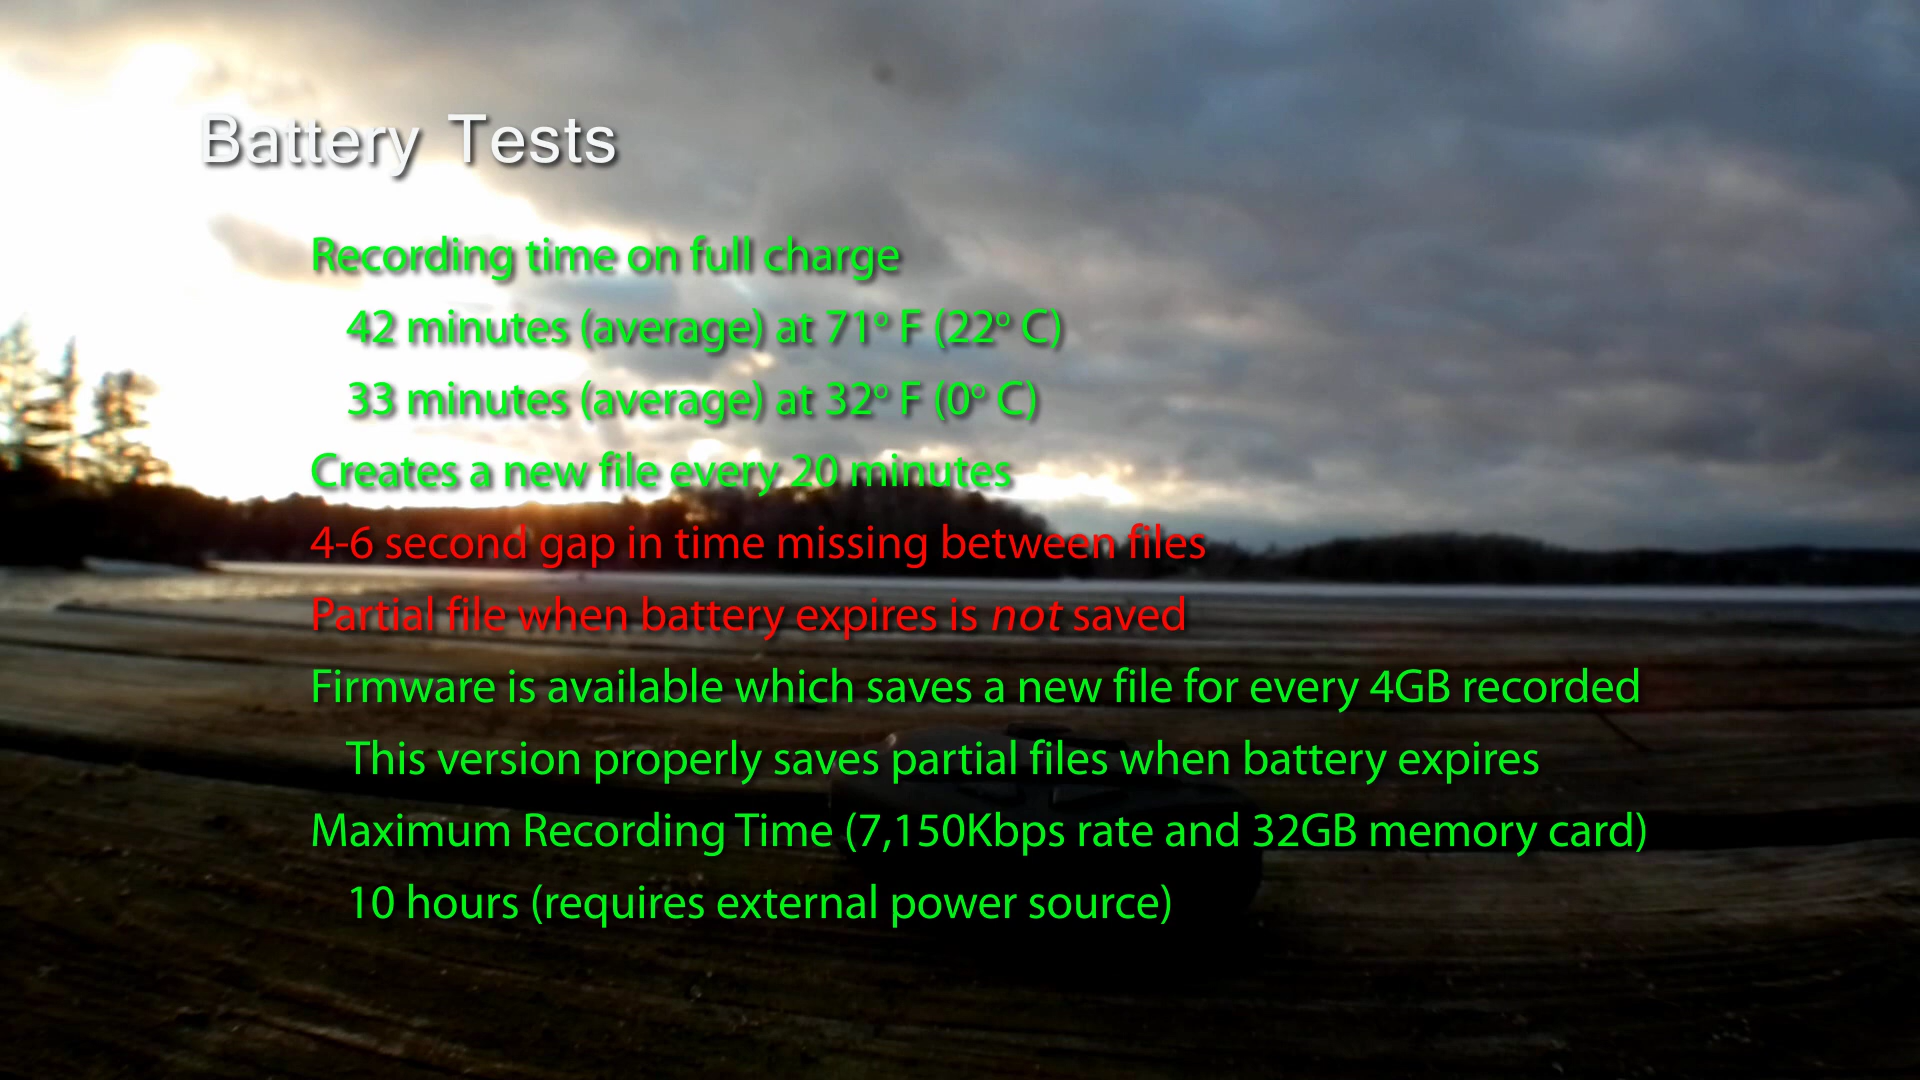 Battery Tests
Recording time on full charge
42 minutes (average) at 71° F (22° C)
33 minutes (average) at 32° F (0° C)
Creates a new file every 20 minutes
4-6 second gap in time missing between files
Partial file when battery expires is not saved
Firmware is available which saves a new file for every 4GB recorded
This version properly saves partial files when battery expires
Maximum Recording Time (7,150Kbps rate and 32GB memory card)
10 hours (requires external power source)